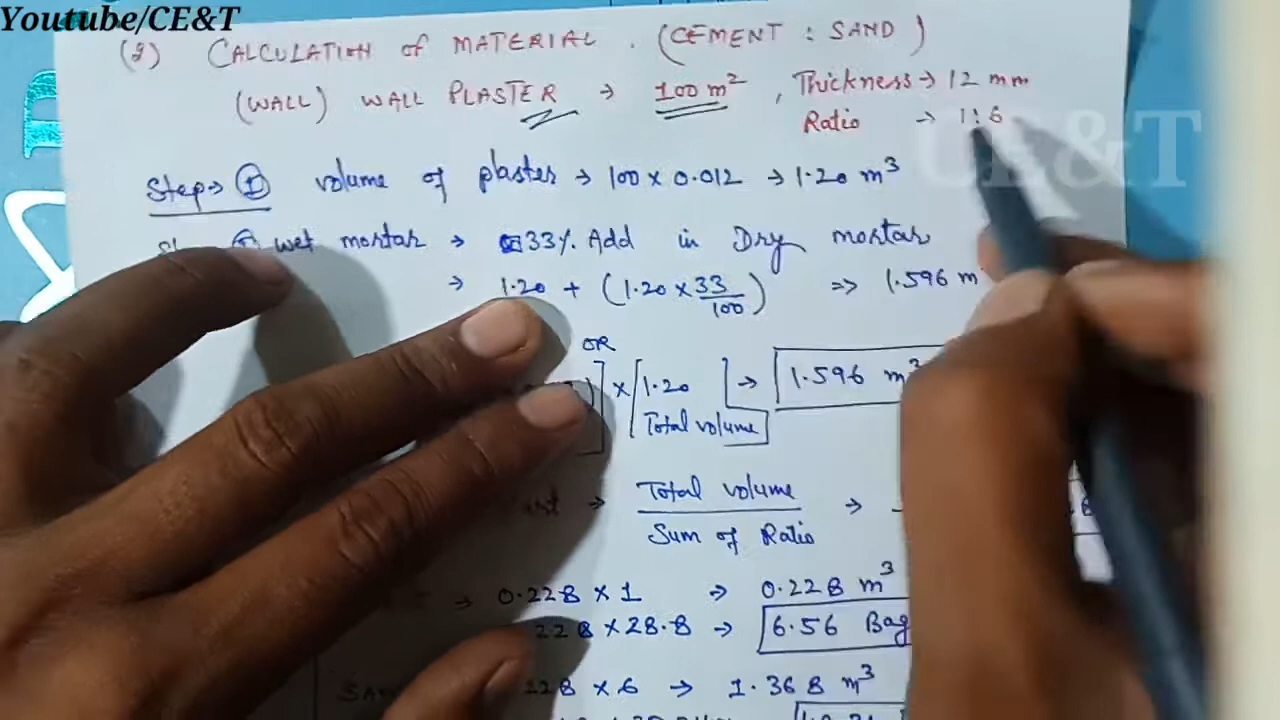 Youtube/CE&T
(2) CALCULATION of MATERIAL. (CEMENT : SAND)
(WALL) WALL PLASTER → 100 m², Thickness → 12 mm
Ratio → 1:6
CE&T
Step → ① volume of plaster → 100 × 0.012 → 1.20 m³
wet mortar → 33% Add in Dry mortar
→ 1.20 + (1.20 × 33/100) => 1.596 m
OR
] × [1.20 Total volume] → 1.596 m³
→ Total volume / Sum of Ratio →
→ 0.228 × 1 → 0.228 m³
228 × 28.8 → 6.56 Bag
228 × 6 → 1.368 m³